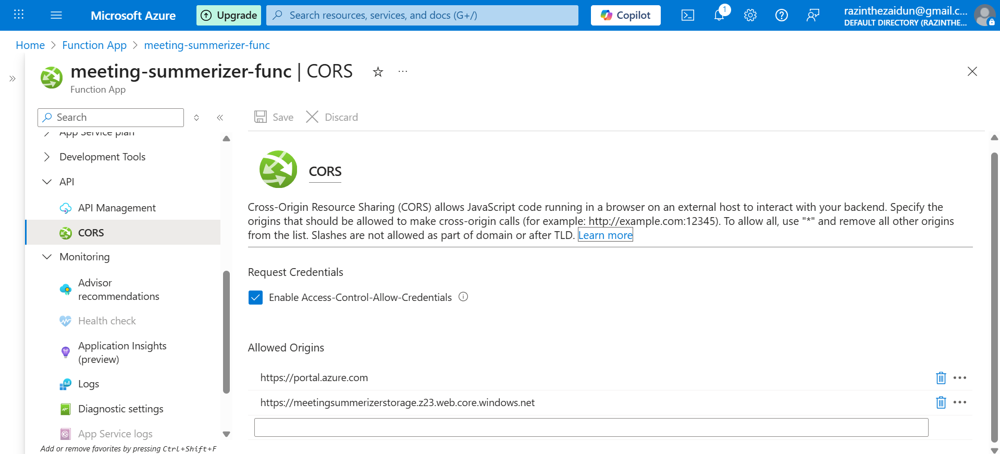 Microsoft Azure
Upgrade
Search resources, services, and docs (G+/)
Copilot
1
razinthezaidun@gmail.c...
DEFAULT DIRECTORY (RAZINTHE...
Home > Function App > meeting-summerizer-func
meeting-summerizer-func | CORS
Function App
Search
Save
Discard
App Service plan
Development Tools
API
API Management
CORS
Monitoring
Advisor
recommendations
Health check
Application Insights
(preview)
Logs
Diagnostic settings
App Service logs
Add or remove favorites by pressing Ctrl+Shift+F
CORS
Cross-Origin Resource Sharing (CORS) allows JavaScript code running in a browser on an external host to interact with your backend. Specify the
origins that should be allowed to make cross-origin calls (for example: http://example.com:12345). To allow all, use "*" and remove all other origins
from the list. Slashes are not allowed as part of domain or after TLD. Learn more
Request Credentials
Enable Access-Control-Allow-Credentials
Allowed Origins
https://portal.azure.com
https://meetingsummerizerstorage.z23.web.core.windows.net